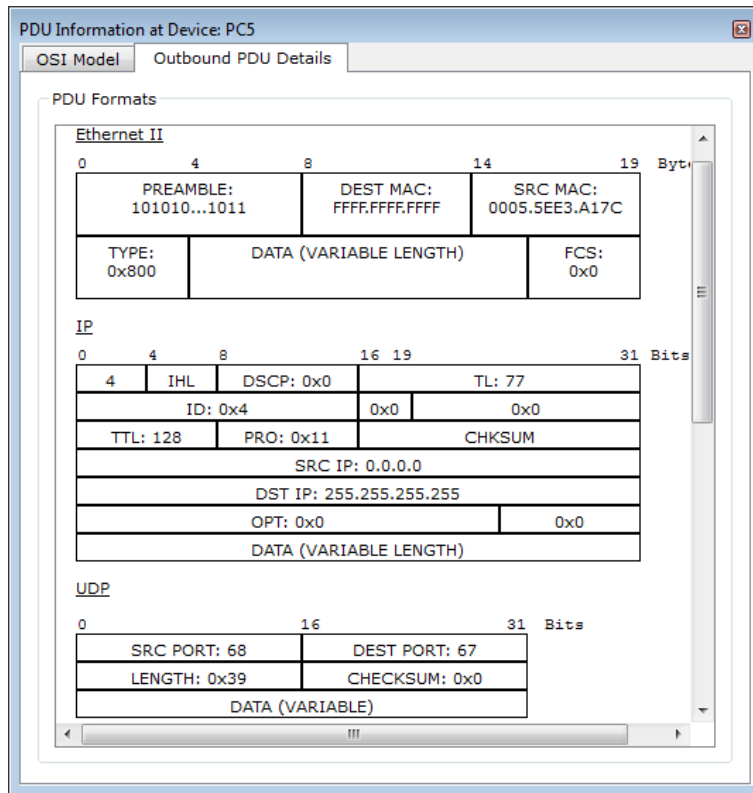 PDU Information at Device: PC5
OSI Model Outbound PDU Details
PDU Formats
Ethernet II
0 4 8 14 19
PREAMBLE: DEST MAC: SRC MAC:
101010...1011 FFFF.FFFF.FFFF 0005.5EE3.A17C
TYPE: DATA (VARIABLE LENGTH) FCS:
0x800 0x0
IP
0 4 8 16 19 31 Bits
4 IHL DSCP: 0x0 TL: 77
ID: 0x4 0x0 0x0
TTL: 128 PRO: 0x11 CHKSUM
SRC IP: 0.0.0.0
DST IP: 255.255.255.255
OPT: 0x0 0x0
DATA (VARIABLE LENGTH)
UDP
0 16 31 Bits
SRC PORT: 68 DEST PORT: 67
LENGTH: 0x39 CHECKSUM: 0x0
DATA (VARIABLE)